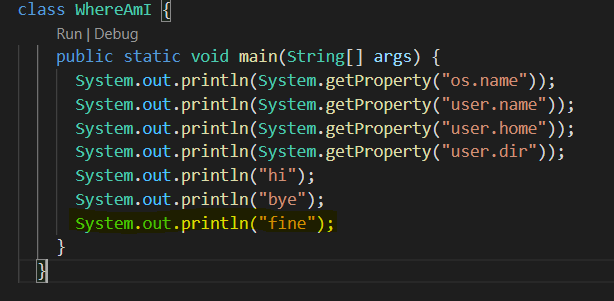 class WhereAmI {
Run | Debug
public static void main(String[] args) {
System.out.println(System.getProperty("os.name"));
System.out.println(System.getProperty("user.name"));
System.out.println(System.getProperty("user.home"));
System.out.println(System.getProperty("user.dir"));
System.out.println("hi");
System.out.println("bye");
System.out.println("fine");
}
}